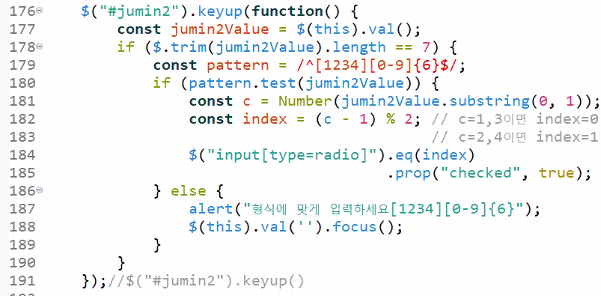 176 $("#jumin2").keyup(function() {
177 const jumin2Value = $(this).val();
178 if ($.trim(jumin2Value).length == 7) {
179 const pattern = /^[1234][0-9]{6}$/;
180 if (pattern.test(jumin2Value)) {
181 const c = Number(jumin2Value.substring(0, 1));
182 const index = (c - 1) % 2; // c=1,3이면 index=0
183 // c=2,4이면 index=1
184 $("input[type=radio]").eq(index)
185 .prop("checked", true);
186 } else {
187 alert("형식에 맞게 입력하세요[1234][0-9]{6}");
188 $(this).val('').focus();
189 }
190 }
191 });//$("#jumin2").keyup()